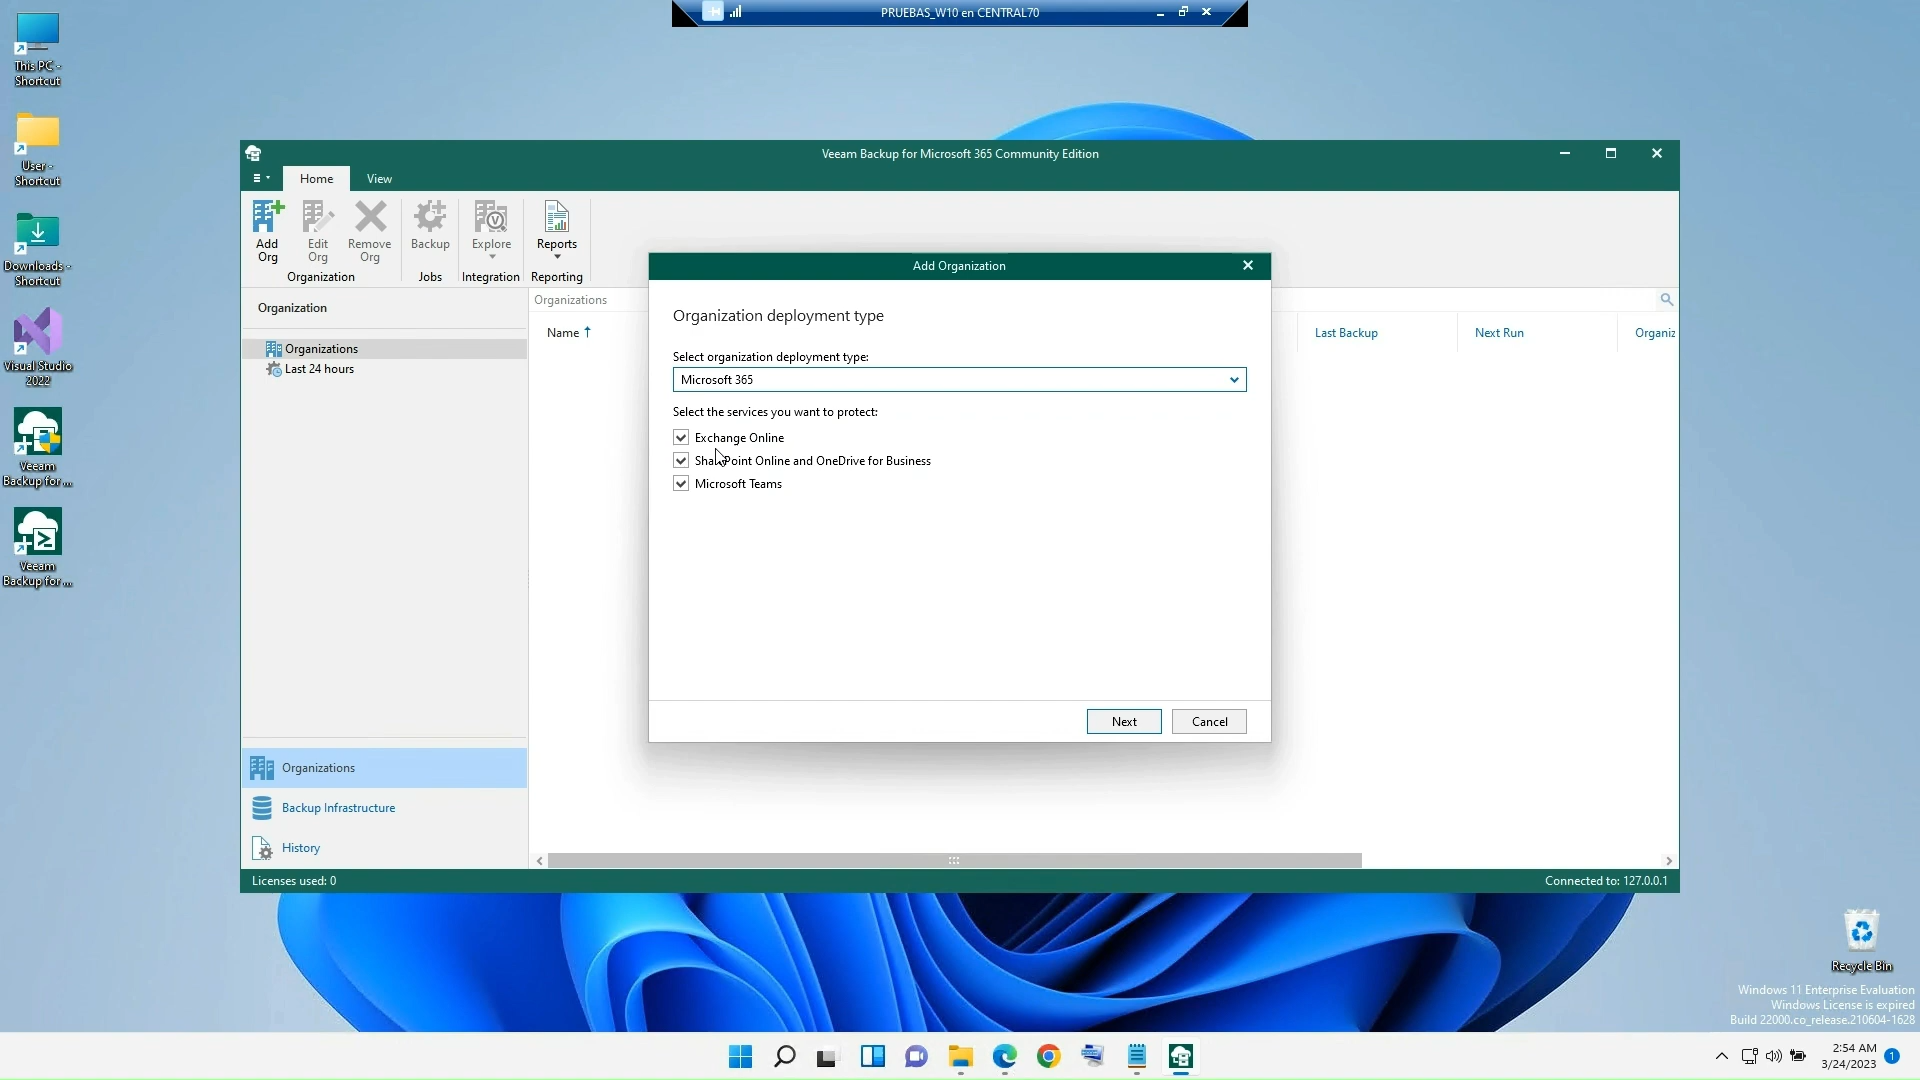 PRUEBAS_W10 en CENTRAL70
This PC -
Shortcut
User -
Shortcut
Downloads -
Shortcut
Visual Studio
2022
Veeam
Backup for ...
Veeam
Backup for ...
Veeam Backup for Microsoft 365 Community Edition
Home
View
Add
Org
Edit
Org
Remove
Org
Backup
Explore
Reports
Organization
Jobs
Integration
Reporting
Organization
Organizations
Last 24 hours
Organizations
Name
Last Backup
Next Run
Organiz
Add Organization
Organization deployment type
Select organization deployment type:
Microsoft 365
Select the services you want to protect:
Exchange Online
SharePoint Online and OneDrive for Business
Microsoft Teams
Next
Cancel
Organizations
Backup Infrastructure
History
Licenses used: 0
Connected to: 127.0.0.1
Recycle Bin
Windows 11 Enterprise Evaluation
Windows License is expired
Build 22000.co_release.210604-1628
2:54 AM
3/24/2023
1